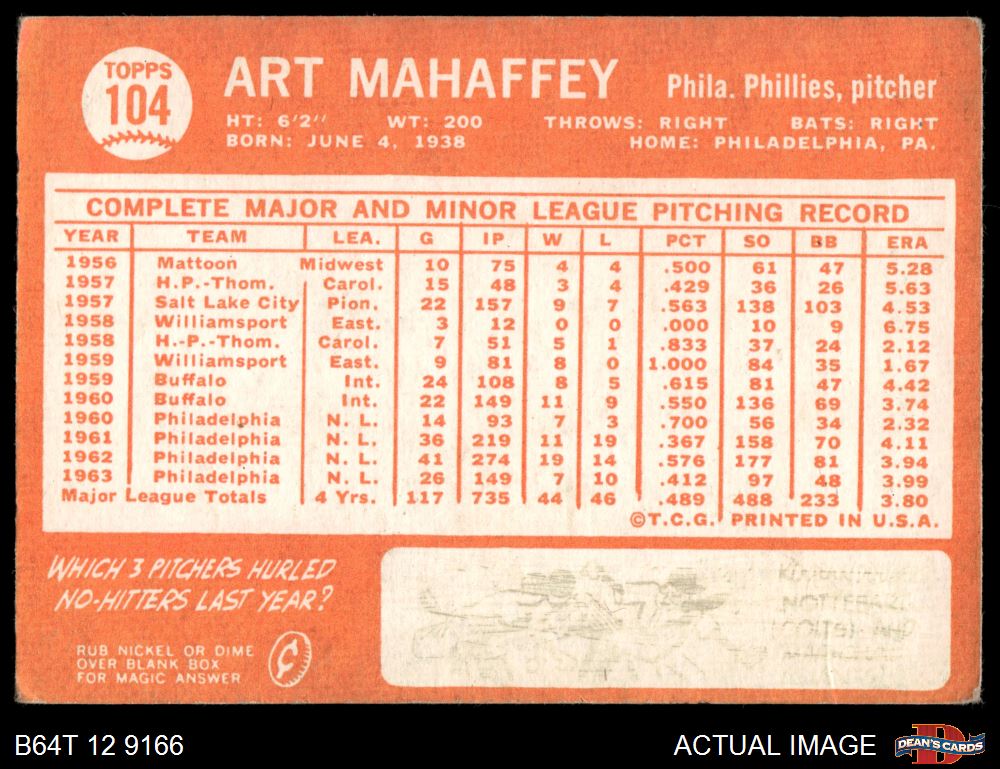 TOPPS
104
ART MAHAFFEY
Phila. Phillies, pitcher
HT: 6'2" WT: 200 THROWS: RIGHT BATS: RIGHT
BORN: JUNE 4, 1938 HOME: PHILADELPHIA, PA.
COMPLETE MAJOR AND MINOR LEAGUE PITCHING RECORD
YEAR TEAM LEA. G IP W L PCT SO BB ERA
1956 Mattoon Midwest 10 75 4 4 .500 61 47 5.28
1957 H.P.-Thom. Carol. 15 48 3 4 .429 36 26 5.63
1957 Salt Lake City Pion. 22 157 9 7 .563 138 103 4.53
1958 Williamsport East. 3 12 0 0 .000 10 9 6.75
1958 H.-P.-Thom. Carol. 7 51 5 1 .833 37 24 2.12
1959 Williamsport East. 9 81 8 0 1.000 84 35 1.67
1959 Buffalo Int. 24 108 8 5 .615 81 47 4.42
1960 Buffalo Int. 22 149 11 9 .550 136 69 3.74
1960 Philadelphia N. L. 14 93 7 3 .700 56 34 2.32
1961 Philadelphia N. L. 36 219 11 19 .367 158 70 4.11
1962 Philadelphia N. L. 41 274 19 14 .576 177 81 3.94
1963 Philadelphia N. L. 26 149 7 10 .412 97 48 3.99
Major League Totals 4 Yrs. 117 735 44 46 .489 488 233 3.80
©T.C.G. PRINTED IN U.S.A.
WHICH 3 PITCHERS HURLED
NO-HITTERS LAST YEAR?
RUB NICKEL OR DIME
OVER BLANK BOX
FOR MAGIC ANSWER
¢
B64T 12 9166
ACTUAL IMAGE
D
DEAN'S CARDS